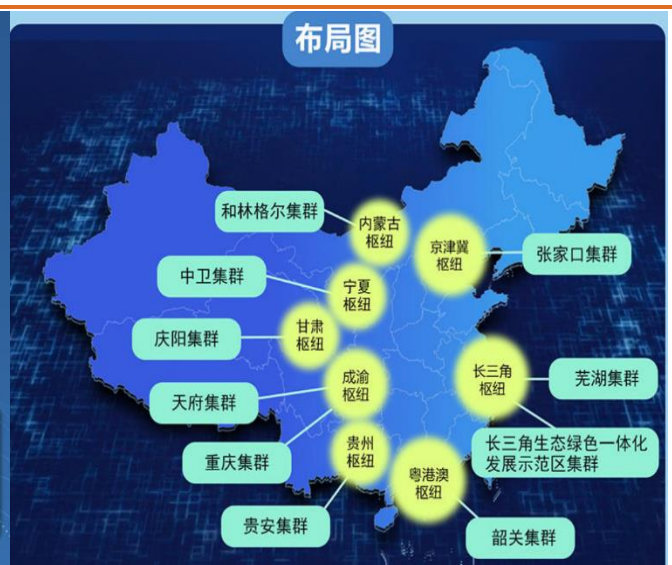 布局图
和林格尔集群
内蒙古
枢纽
京津冀
枢纽
张家口集群
中卫集群
宁夏
枢纽
庆阳集群
甘肃
枢纽
天府集群
成渝
枢纽
长三角
枢纽
芜湖集群
重庆集群
贵州
枢纽
长三角生态绿色一体化
发展示范区集群
粤港澳
枢纽
贵安集群
韶关集群